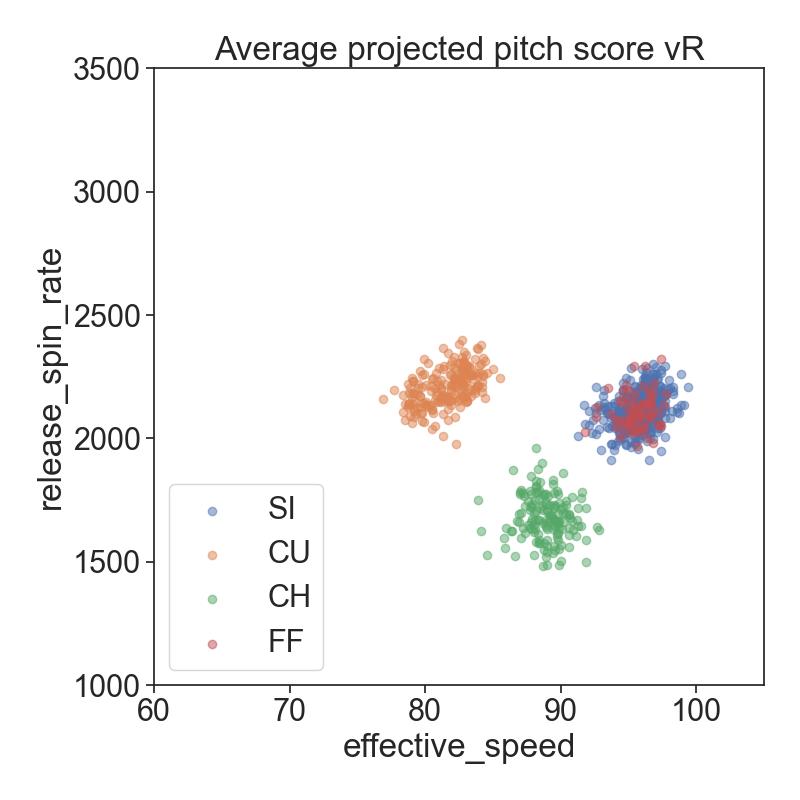 Average projected pitch score vR
3500
3000
2500
2000
1500
1000
release_spin_rate
SI
CU
CH
FF
60
70
80
90
100
effective_speed